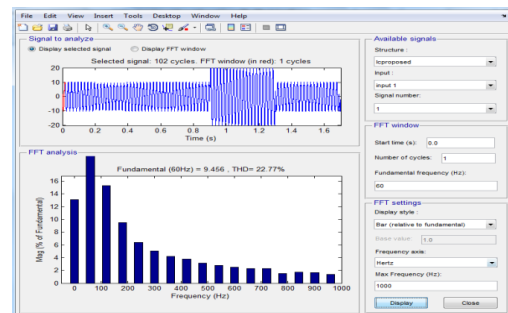 File Edit View Insert Tools Desktop Window Help
Signal to analyze
Display selected signal Display FFT window
Selected signal: 102 cycles. FFT window (in red): 1 cycles
20
10
0
-10
-20
0 0.2 0.4 0.6 0.8 1 1.2 1.4 1.6
Time (s)
FFT analysis
Fundamental (60Hz) = 9.456 , THD= 22.77%
16
14
12
10
8
6
4
2
0
Mag (% of Fundamental)
0 100 200 300 400 500 600 700 800 900 1000
Frequency (Hz)
Available signals
Structure :
lcproposed
Input :
input 1
Signal number:
1
FFT window
Start time (s): 0.0
Number of cycles: 1
Fundamental frequency (Hz):
60
FFT settings
Display style :
Bar (relative to fundamental)
Base value: 1.0
Frequency axis:
Hertz
Max Frequency (Hz):
1000
Display Close